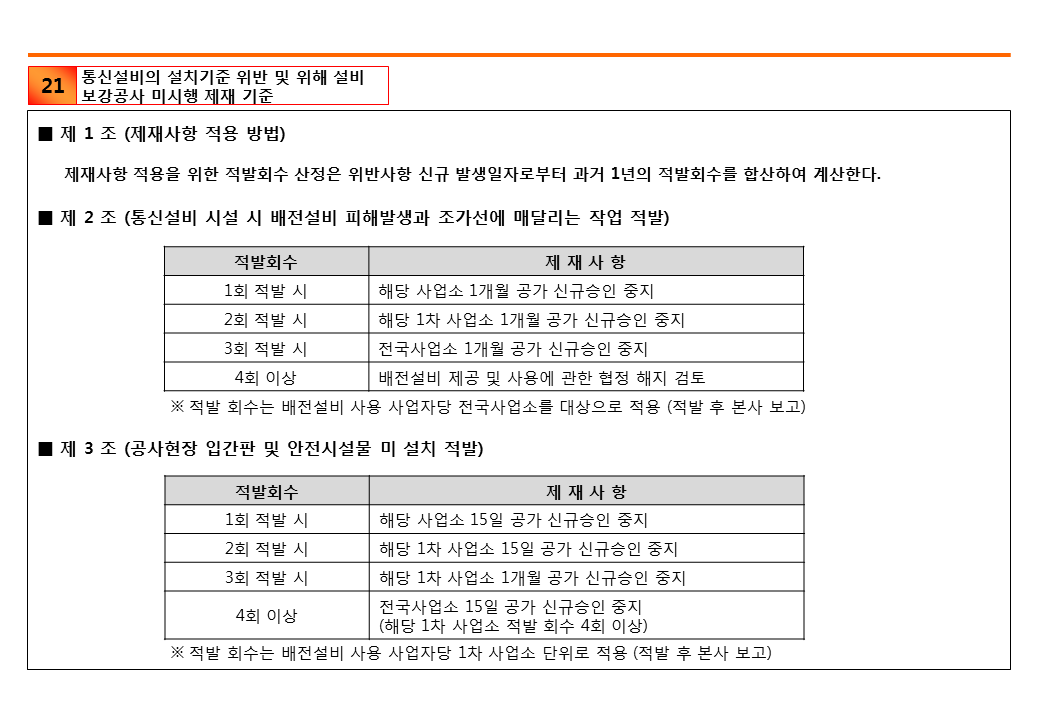 21
통신설비의 설치기준 위반 및 위해 설비
보강공사 미시행 제재 기준
■ 제 1 조 (제재사항 적용 방법)
제재사항 적용을 위한 적발회수 산정은 위반사항 신규 발생일자로부터 과거 1년의 적발회수를 합산하여 계산한다.
■ 제 2 조 (통신설비 시설 시 배전설비 피해발생과 조가선에 매달리는 작업 적발)
적발회수 제 재 사 항
1회 적발 시 해당 사업소 1개월 공가 신규승인 중지
2회 적발 시 해당 1차 사업소 1개월 공가 신규승인 중지
3회 적발 시 전국사업소 1개월 공가 신규승인 중지
4회 이상 배전설비 제공 및 사용에 관한 협정 해지 검토
※ 적발 회수는 배전설비 사용 사업자당 전국사업소를 대상으로 적용 (적발 후 본사 보고)
■ 제 3 조 (공사현장 입간판 및 안전시설물 미 설치 적발)
적발회수 제 재 사 항
1회 적발 시 해당 사업소 15일 공가 신규승인 중지
2회 적발 시 해당 1차 사업소 15일 공가 신규승인 중지
3회 적발 시 해당 1차 사업소 1개월 공가 신규승인 중지
4회 이상 전국사업소 15일 공가 신규승인 중지
(해당 1차 사업소 적발 회수 4회 이상)
※ 적발 회수는 배전설비 사용 사업자당 1차 사업소 단위로 적용 (적발 후 본사 보고)